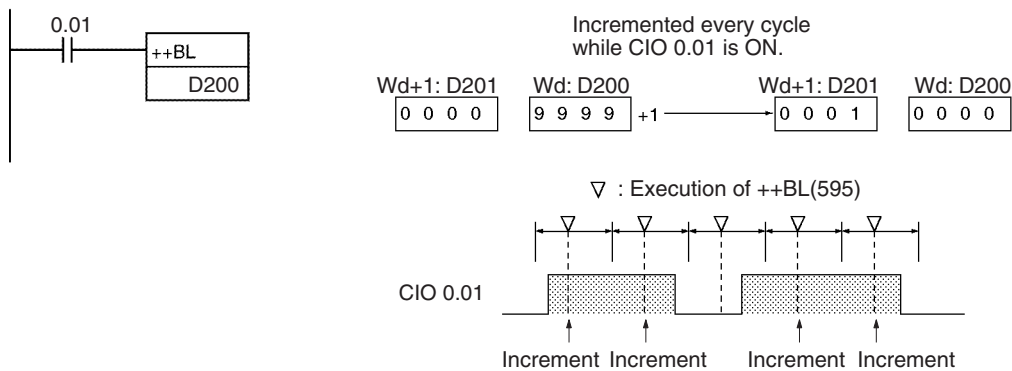 0.01
++BL
D200
Incremented every cycle
while CIO 0.01 is ON.
Wd+1: D201 Wd: D200 Wd+1: D201 Wd: D200
0 0 0 0 9 9 9 9 +1 0 0 0 1 0 0 0 0
▽ : Execution of ++BL(595)
CIO 0.01
Increment Increment Increment Increment